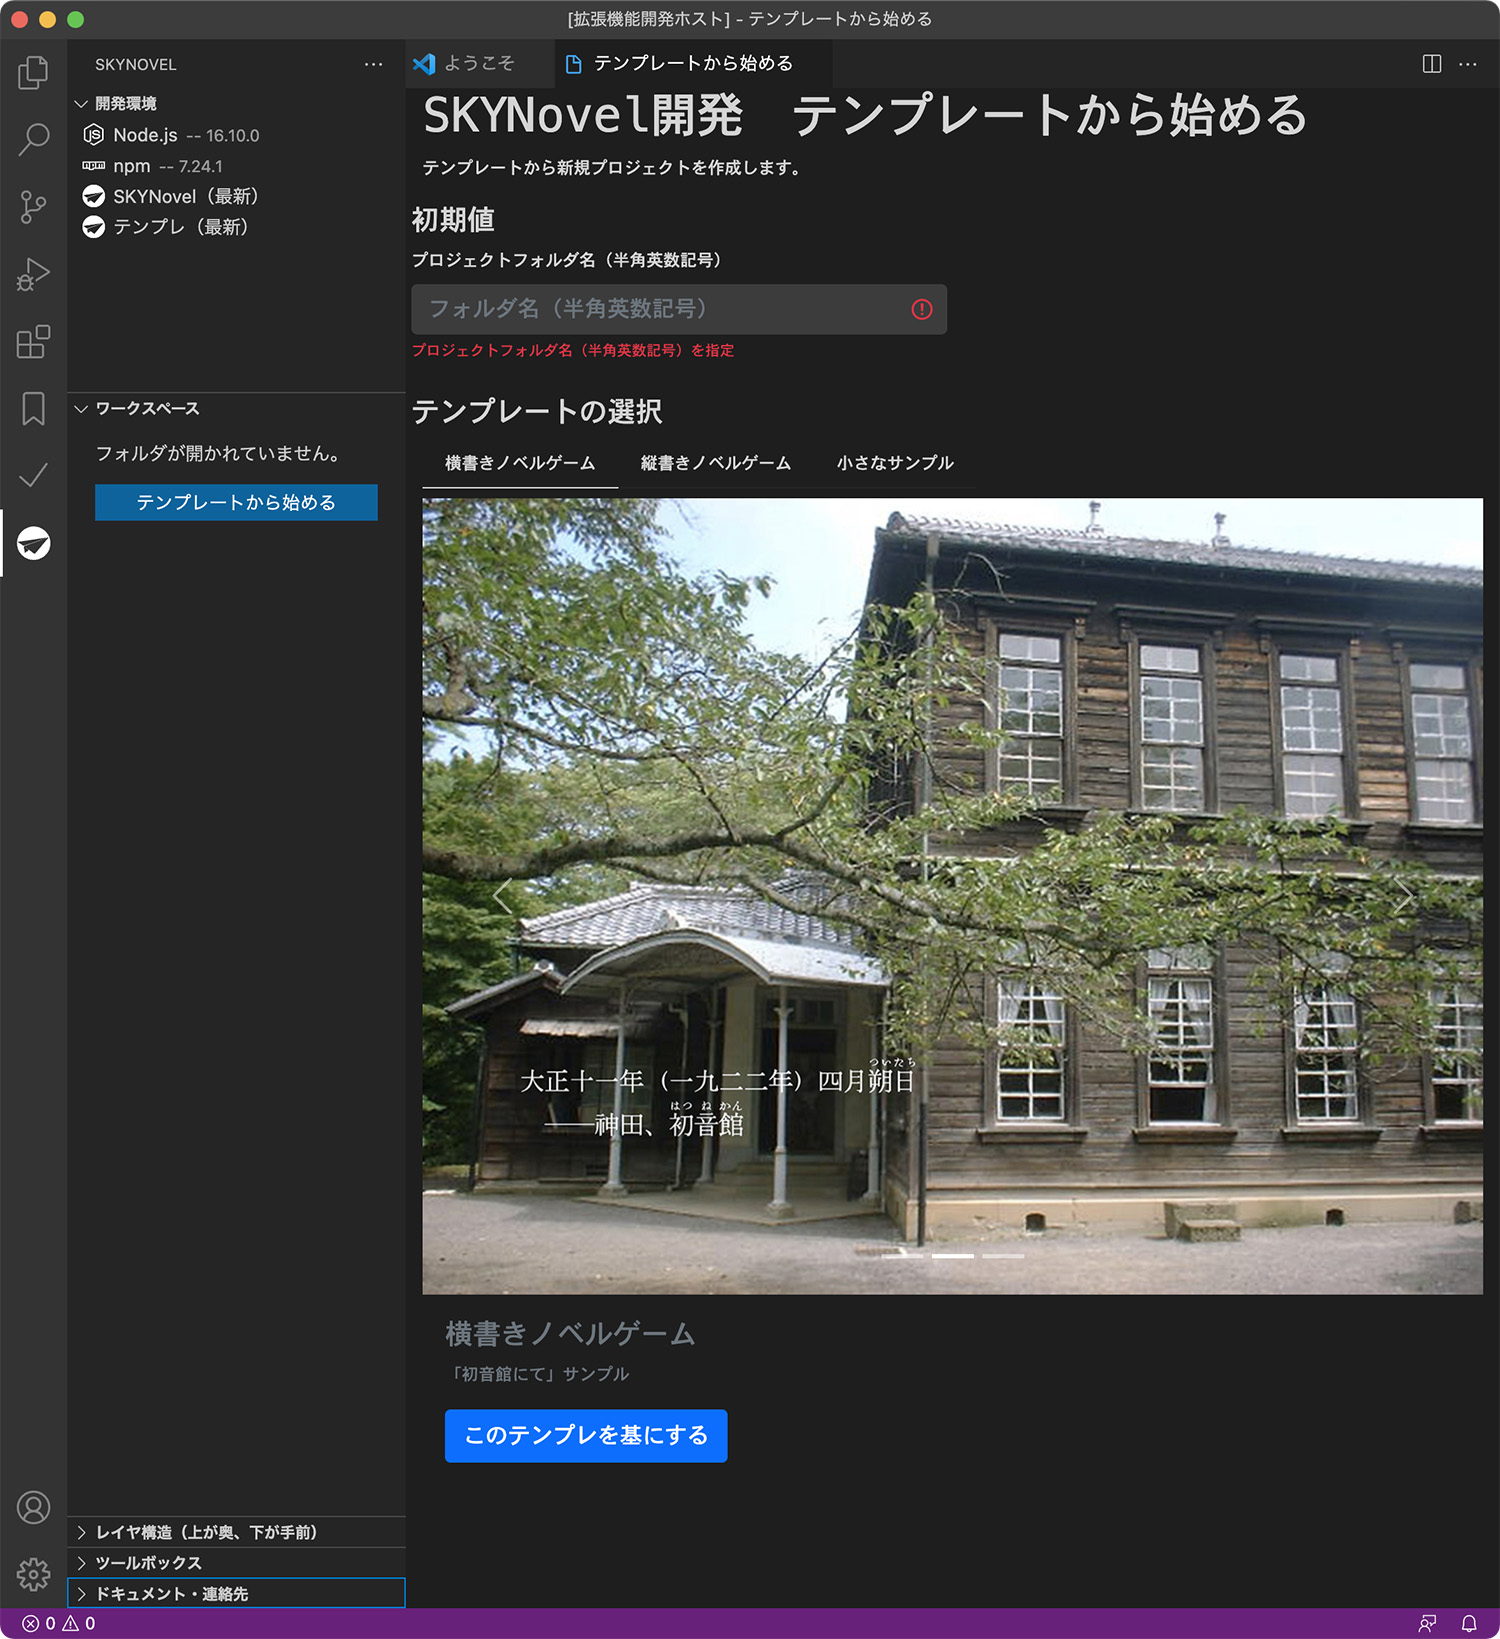 [拡張機能開発ホスト] - テンプレートから始める
SKYNOVEL
開発環境
Node.js -- 16.10.0
npm -- 7.24.1
SKYNovel（最新）
テンプレ（最新）
ワークスペース
フォルダが開かれていません。
テンプレートから始める
レイヤ構造（上が奥、下が手前）
ツールボックス
ドキュメント・連絡先
ようこそ
テンプレートから始める
SKYNovel開発　テンプレートから始める
テンプレートから新規プロジェクトを作成します。
初期値
プロジェクトフォルダ名（半角英数記号）
フォルダ名（半角英数記号）
プロジェクトフォルダ名（半角英数記号）を指定
テンプレートの選択
横書きノベルゲーム 縦書きノベルゲーム 小さなサンプル
ついたち
大正十一年（一九二二年）四月朔日
はつ ね かん
──神田、初音館
横書きノベルゲーム
「初音館にて」サンプル
このテンプレを基にする
0 0